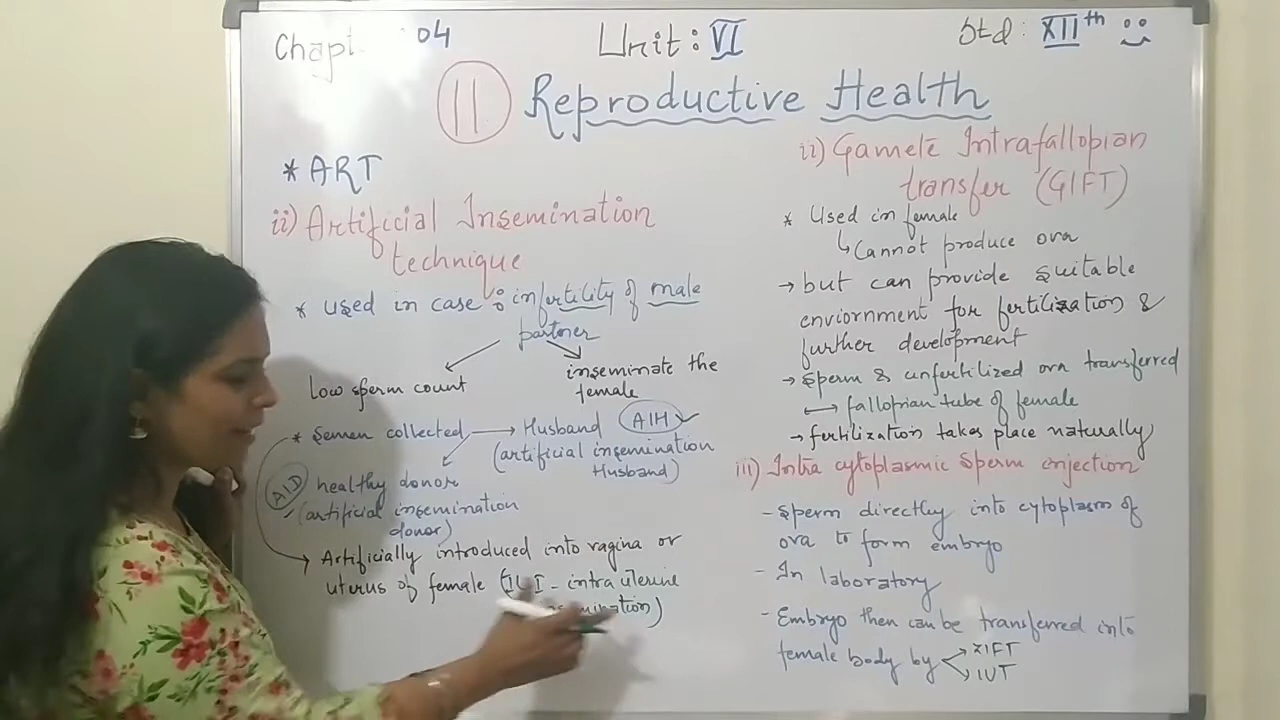 Chapt 04
Unit: VI
Std: XIIth
11 Reproductive Health
* ART
ii) Artificial Insemination
technique
* used in case : infertility of male
partner
low sperm count
inseminate the
female
* Semen collected → Husband AIH ✓
(artificial insemination
Husband)
AID healthy donor
(artificial insemination
donor)
→ Artificially introduced into vagina or
uterus of female (IUI - intra uterine
)
ii) Gamete Intrafallopian
transfer (GIFT)
* Used in female
↳ Cannot produce ova
→ but can provide suitable
enviornment for fertilization &
further development
→ sperm & unfertilized ova transferred
↔ fallopian tube of female
→ fertilization takes place naturally
iii) Intra cytoplasmic Sperm injection
- Sperm directly into cytoplasm of
ova to form embryo
- In laboratory
- Embryo then can be transferred into
female body by → ZIFT
→ IUT